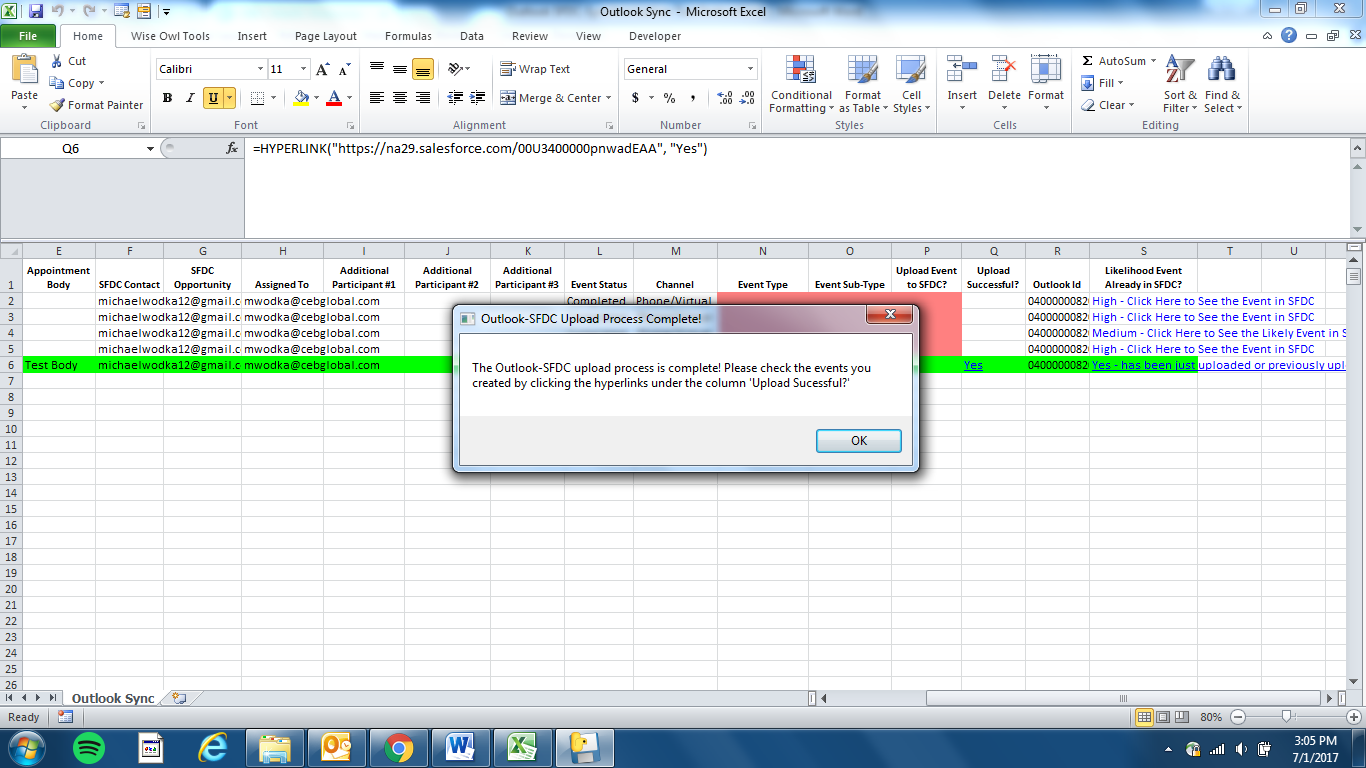 Outlook Sync - Microsoft Excel
File Home Wise Owl Tools Insert Page Layout Formulas Data Review View Developer
Paste Cut Copy Format Painter
Calibri 11
B I U
Wrap Text
Merge & Center
General
$ % ,
Conditional Formatting
Format as Table
Cell Styles
Insert Delete Format
Σ AutoSum
Fill
Clear
Sort & Filter
Find & Select
Clipboard Font Alignment Number Styles Cells Editing
Q6 fx =HYPERLINK("https://na29.salesforce.com/00U3400000pnwadEAA", "Yes")
E F G H I J K L M N O P Q R S T U
1 Appointment Body SFDC Contact SFDC Opportunity Assigned To Additional Participant #1 Additional Participant #2 Additional Participant #3 Event Status Channel Event Type Event Sub-Type Upload Event to SFDC? Upload Successful? Outlook Id Likelihood Event Already in SFDC?
2 michaelwodka12@gmail.c mwodka@cebglobal.com Completed Phone/Virtual 04000000820 High - Click Here to See the Event in SFDC
3 michaelwodka12@gmail.c mwodka@cebglobal.com 04000000820 High - Click Here to See the Event in SFDC
4 michaelwodka12@gmail.c mwodka@cebglobal.com 04000000820 Medium - Click Here to See the Likely Event in S
5 michaelwodka12@gmail.c mwodka@cebglobal.com 04000000820 High - Click Here to See the Event in SFDC
6 Test Body michaelwodka12@gmail.c mwodka@cebglobal.com Yes 04000000820 Yes - has been just uploaded or previously upl
Outlook-SFDC Upload Process Complete!
The Outlook-SFDC upload process is complete! Please check the events you
created by clicking the hyperlinks under the column 'Upload Sucessful?'
OK
7
8
9
10
11
12
13
14
15
16
17
18
19
20
21
22
23
24
25
26
Outlook Sync
Ready 80%
3:05 PM
7/1/2017